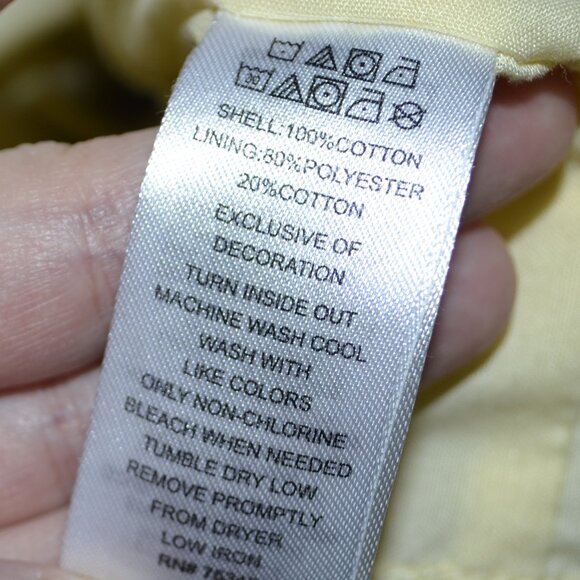 SHELL:100%COTTON
LINING:80%POLYESTER
20%COTTON
EXCLUSIVE OF
DECORATION
TURN INSIDE OUT
MACHINE WASH COOL
WASH WITH
LIKE COLORS
ONLY NON-CHLORINE
BLEACH WHEN NEEDED
TUMBLE DRY LOW
REMOVE PROMPTLY
FROM DRYER
LOW IRON
RN#